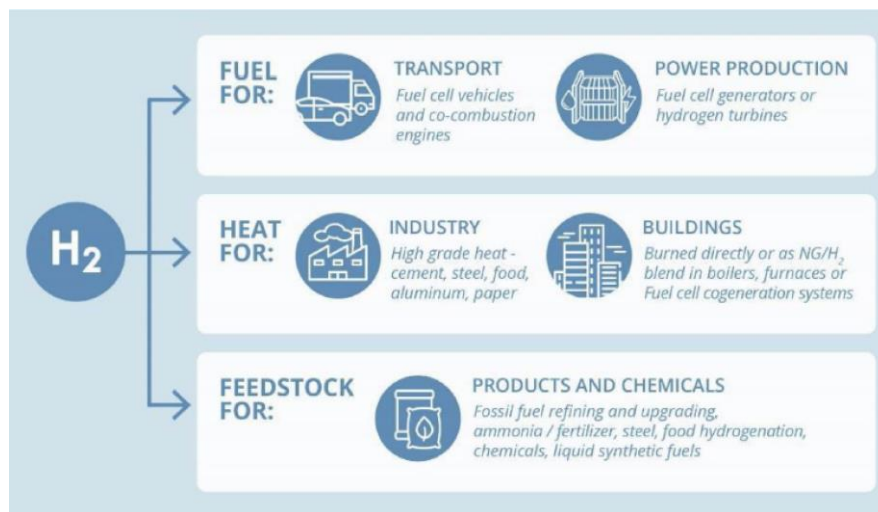 H₂
FUEL
FOR:
TRANSPORT
Fuel cell vehicles
and co-combustion
engines
POWER PRODUCTION
Fuel cell generators or
hydrogen turbines
HEAT
FOR:
INDUSTRY
High grade heat -
cement, steel, food,
aluminum, paper
BUILDINGS
Burned directly or as NG/H₂
blend in boilers, furnaces or
Fuel cell cogeneration systems
FEEDSTOCK
FOR:
PRODUCTS AND CHEMICALS
Fossil fuel refining and upgrading,
ammonia / fertilizer, steel, food hydrogenation,
chemicals, liquid synthetic fuels